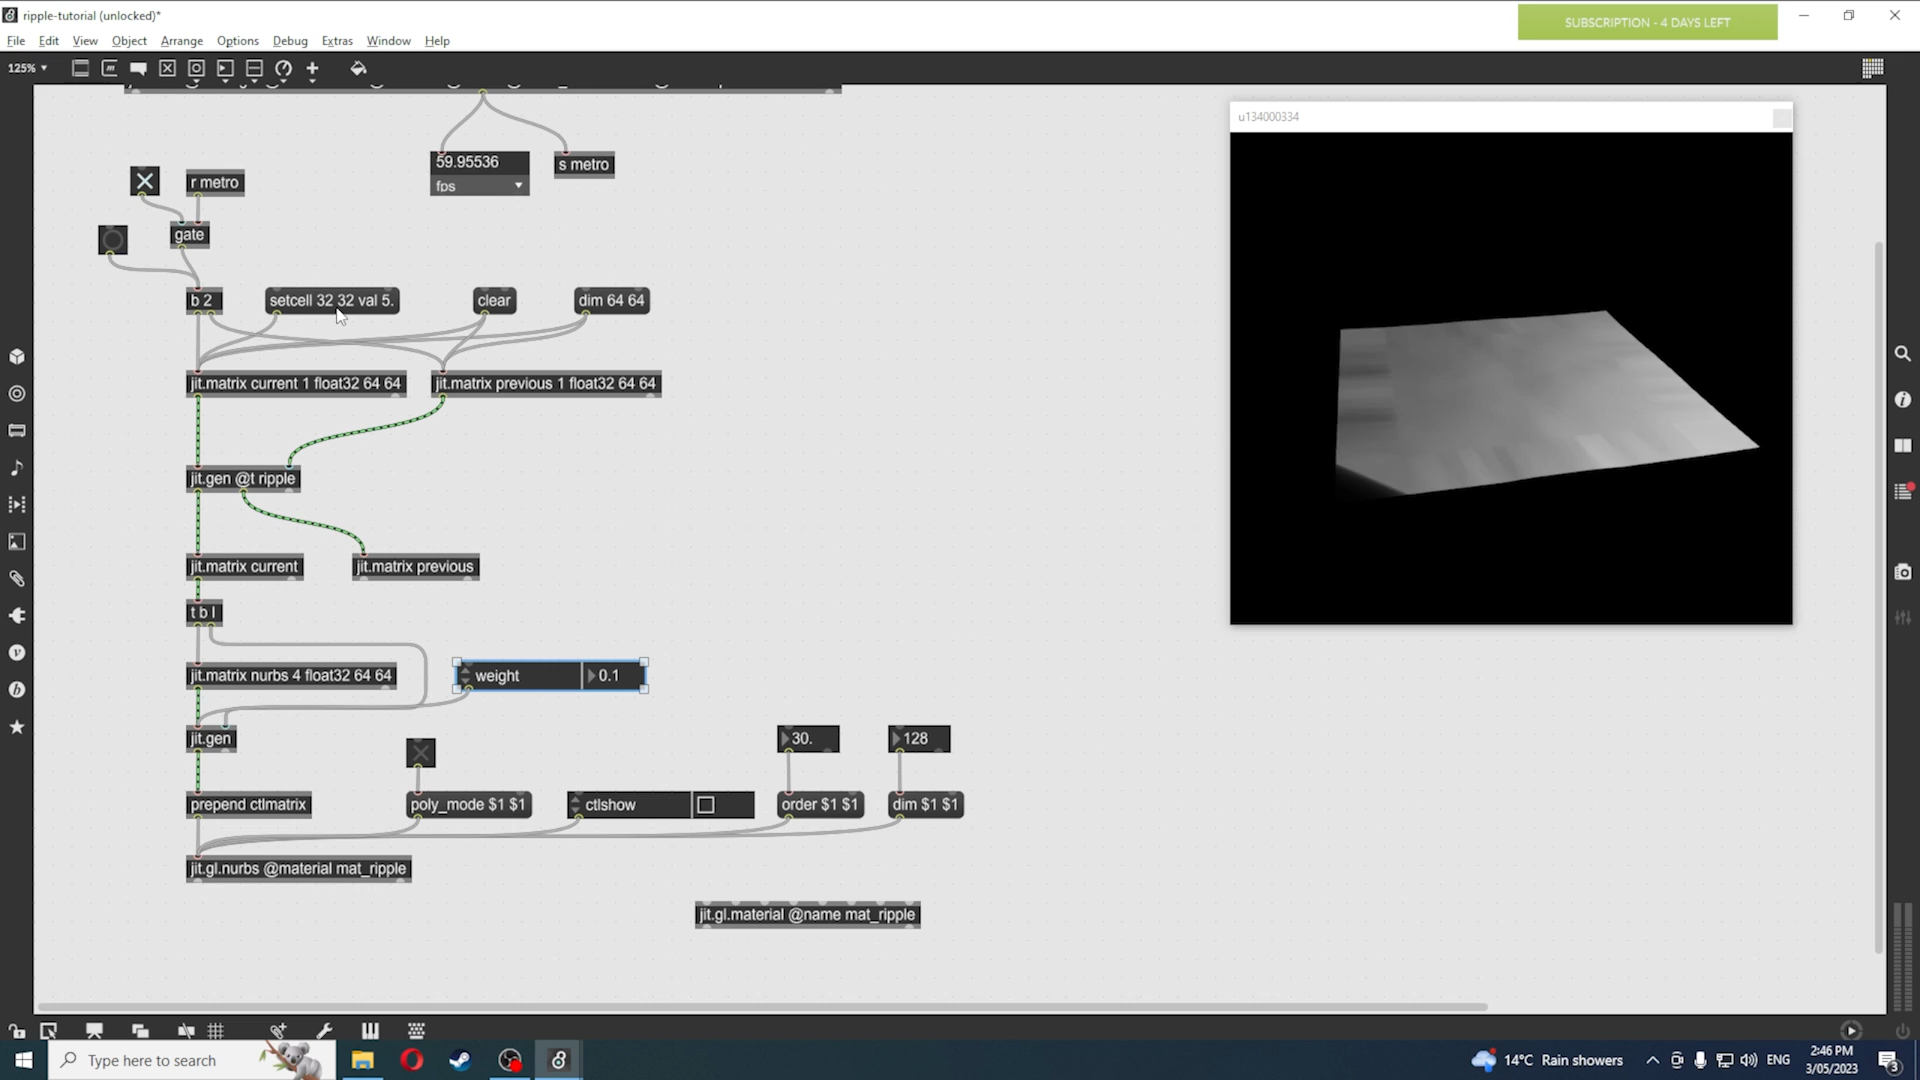 ripple-tutorial (unlocked)*
SUBSCRIPTION - 4 DAYS LEFT
File Edit View Object Arrange Options Debug Extras Window Help
125%
u134000334
59.95536
fps
s metro
r metro
gate
b 2
setcell 32 32 val 5.
clear
dim 64 64
jit.matrix current 1 float32 64 64
jit.matrix previous 1 float32 64 64
jit.gen @t ripple
jit.matrix current
jit.matrix previous
t b l
jit.matrix nurbs 4 float32 64 64
weight
0.1
jit.gen
30.
128
prepend ctlmatrix
poly_mode $1 $1
ctlshow
order $1 $1
dim $1 $1
jit.gl.nurbs @material mat_ripple
jit.gl.material @name mat_ripple
Type here to search
14°C Rain showers
ENG
2:46 PM
3/05/2023
3